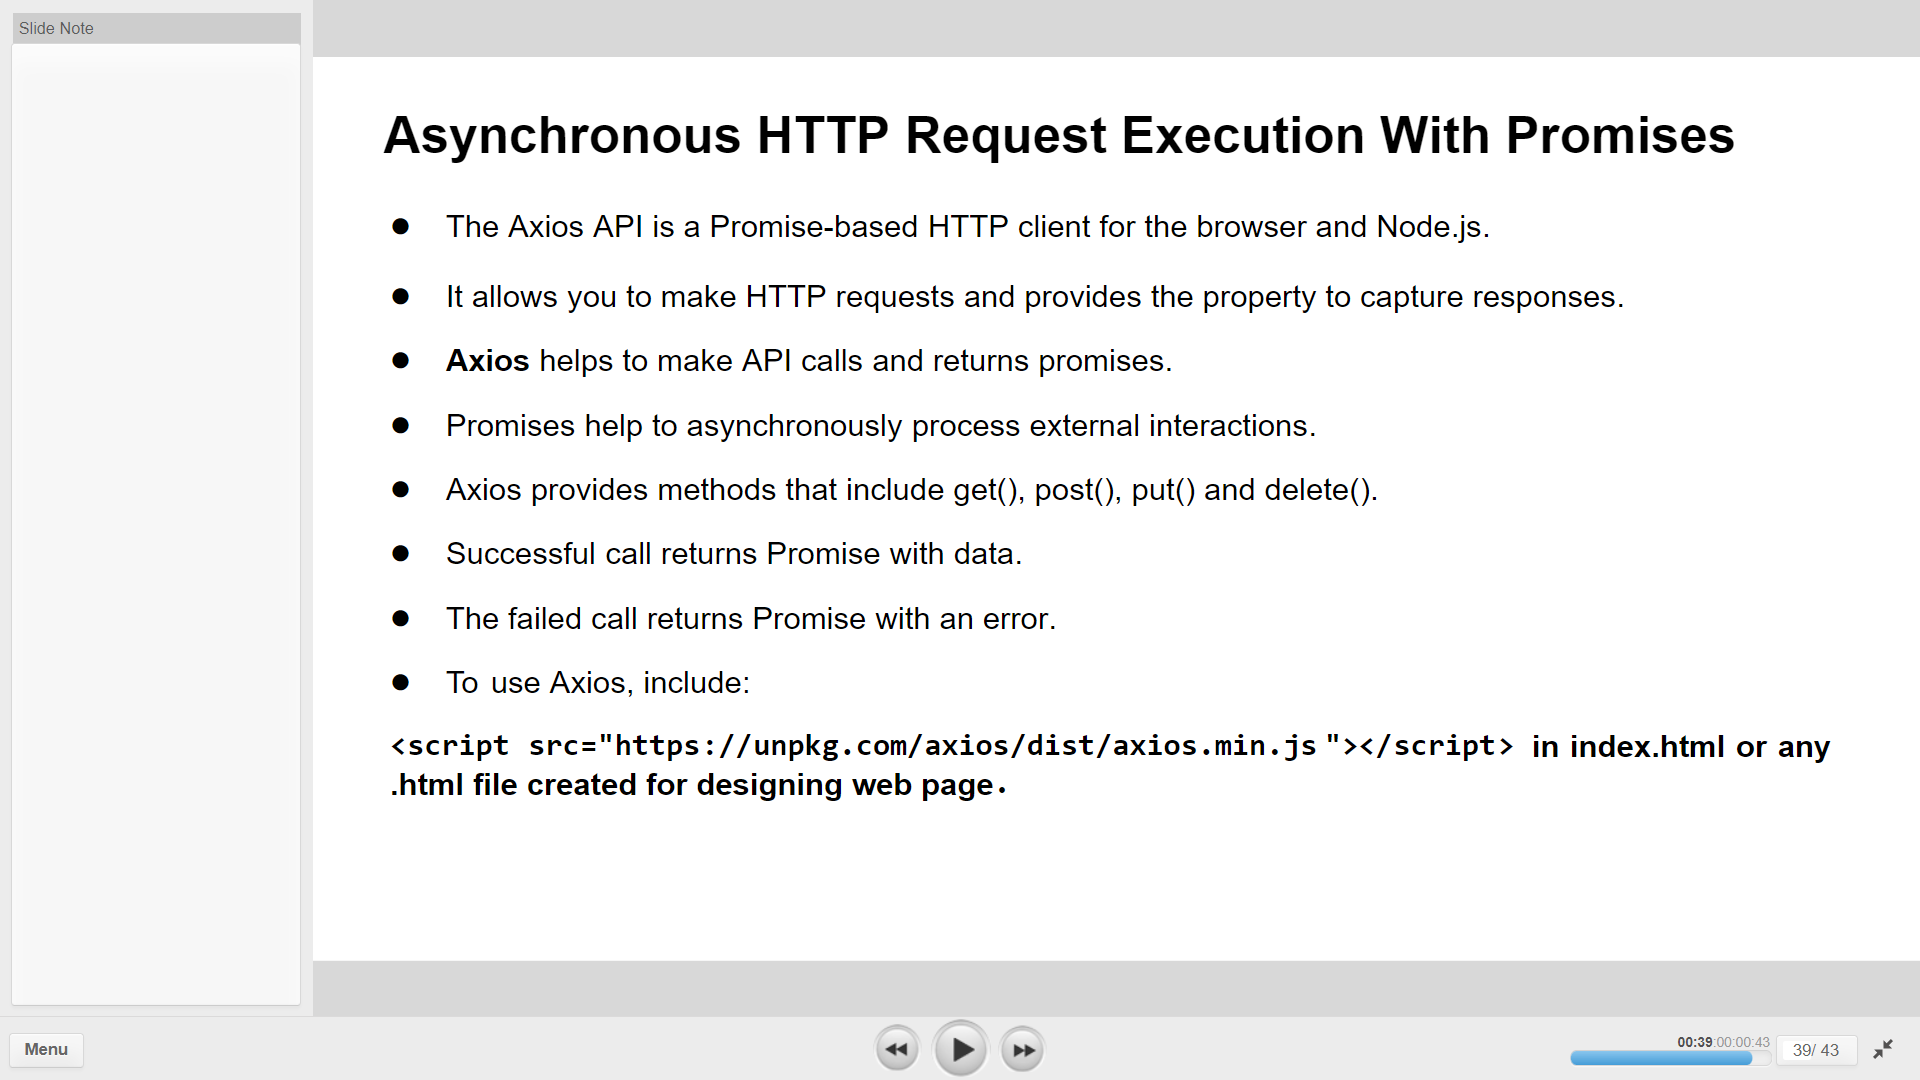 Slide Note
Asynchronous HTTP Request Execution With Promises
● The Axios API is a Promise-based HTTP client for the browser and Node.js.
● It allows you to make HTTP requests and provides the property to capture responses.
● Axios helps to make API calls and returns promises.
● Promises help to asynchronously process external interactions.
● Axios provides methods that include get(), post(), put() and delete().
● Successful call returns Promise with data.
● The failed call returns Promise with an error.
● To use Axios, include:
<script src="https://unpkg.com/axios/dist/axios.min.js"></script> in index.html or any
.html file created for designing web page.
Menu
00:39:00:00:43
39/ 43